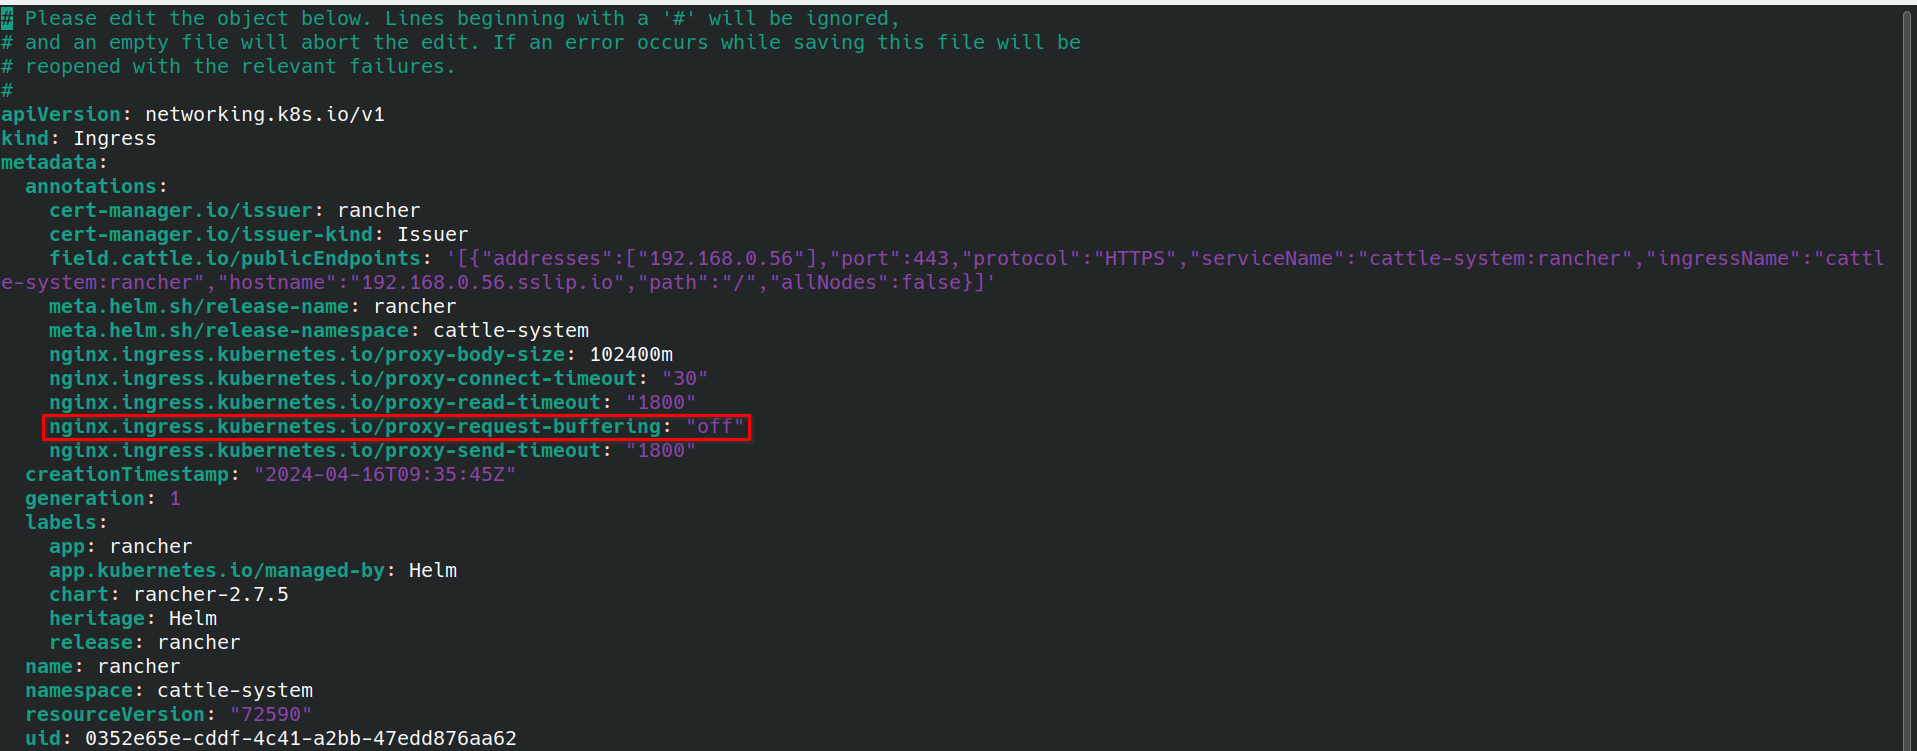 # Please edit the object below. Lines beginning with a '#' will be ignored,
# and an empty file will abort the edit. If an error occurs while saving this file will be
# reopened with the relevant failures.
#
apiVersion: networking.k8s.io/v1
kind: Ingress
metadata:
  annotations:
    cert-manager.io/issuer: rancher
    cert-manager.io/issuer-kind: Issuer
    field.cattle.io/publicEndpoints: '[{"addresses":["192.168.0.56"],"port":443,"protocol":"HTTPS","serviceName":"cattle-system:rancher","ingressName":"cattl
e-system:rancher","hostname":"192.168.0.56.sslip.io","path":"/","allNodes":false}]'
    meta.helm.sh/release-name: rancher
    meta.helm.sh/release-namespace: cattle-system
    nginx.ingress.kubernetes.io/proxy-body-size: 102400m
    nginx.ingress.kubernetes.io/proxy-connect-timeout: "30"
    nginx.ingress.kubernetes.io/proxy-read-timeout: "1800"
    nginx.ingress.kubernetes.io/proxy-request-buffering: "off"
    nginx.ingress.kubernetes.io/proxy-send-timeout: "1800"
  creationTimestamp: "2024-04-16T09:35:45Z"
  generation: 1
  labels:
    app: rancher
    app.kubernetes.io/managed-by: Helm
    chart: rancher-2.7.5
    heritage: Helm
    release: rancher
  name: rancher
  namespace: cattle-system
  resourceVersion: "72590"
  uid: 0352e65e-cddf-4c41-a2bb-47edd876aa62